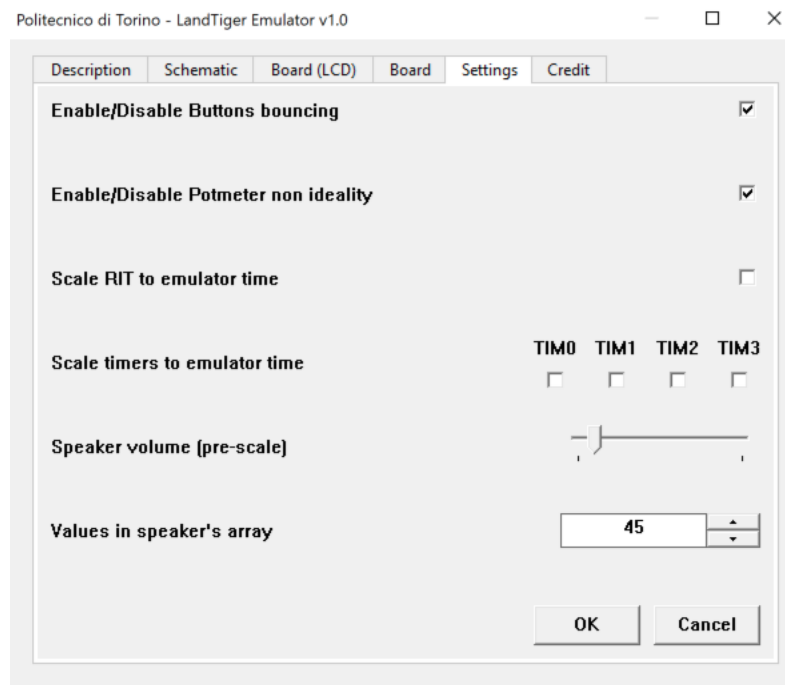 Politecnico di Torino - LandTiger Emulator v1.0
Description Schematic Board (LCD) Board Settings Credit
Enable/Disable Buttons bouncing
Enable/Disable Potmeter non ideality
Scale RIT to emulator time
TIM0 TIM1 TIM2 TIM3
Scale timers to emulator time
Speaker volume (pre-scale)
Values in speaker's array 45
OK Cancel